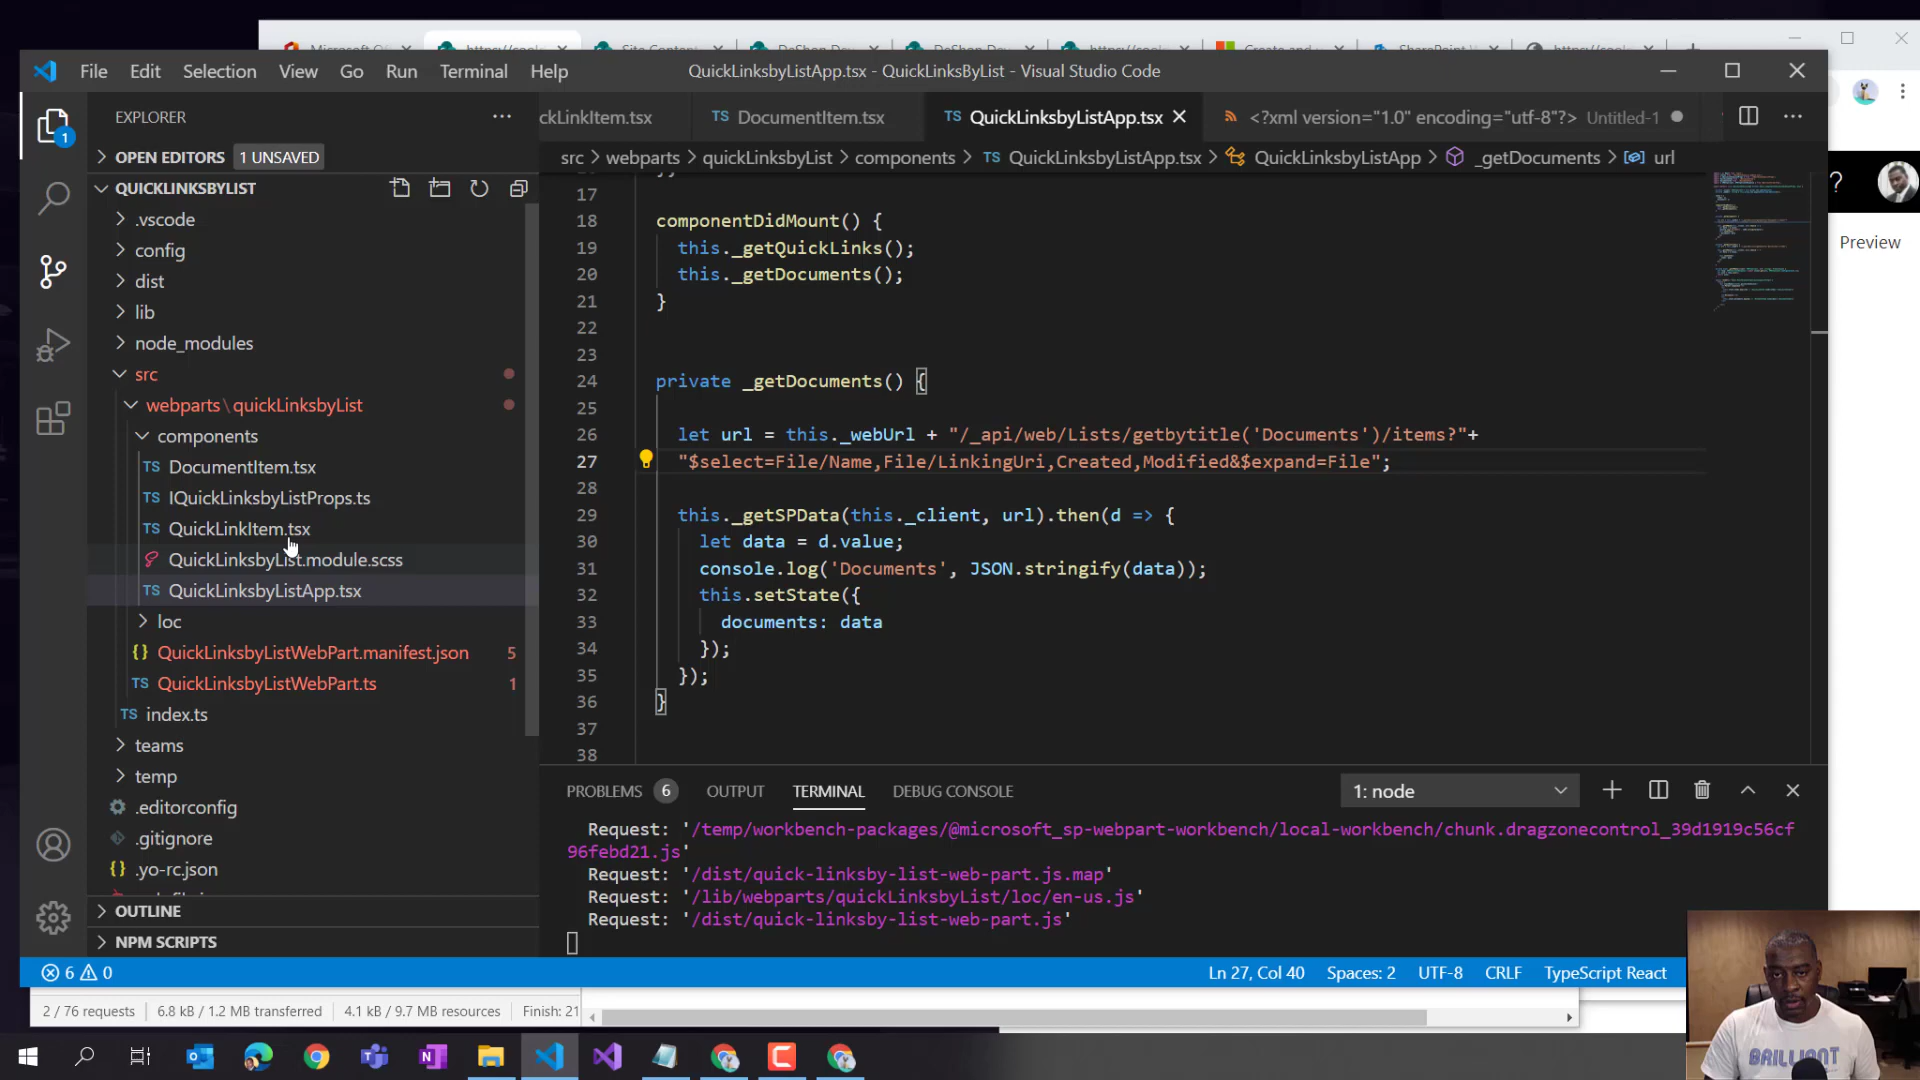 File Edit Selection View Go Run Terminal Help
QuickLinksbyListApp.tsx - QuickLinksByList - Visual Studio Code
EXPLORER
OPEN EDITORS 1 UNSAVED
QUICKLINKSBYLIST
.vscode
config
dist
lib
node_modules
src
webparts\quickLinksbyList
components
TS DocumentItem.tsx
TS IQuickLinksbyListProps.ts
TS QuickLinkItem.tsx
QuickLinksbyList.module.scss
TS QuickLinksbyListApp.tsx
loc
{} QuickLinksbyListWebPart.manifest.json 5
TS QuickLinksbyListWebPart.ts 1
TS index.ts
teams
temp
.editorconfig
.gitignore
{} .yo-rc.json
OUTLINE
NPM SCRIPTS
ckLinkItem.tsx TS DocumentItem.tsx TS QuickLinksbyListApp.tsx <?xml version="1.0" encoding="utf-8"?> Untitled-1
src > webparts > quickLinksbyList > components > TS QuickLinksbyListApp.tsx > QuickLinksbyListApp > _getDocuments > url
17
18 componentDidMount() {
19 this._getQuickLinks();
20 this._getDocuments();
21 }
22
23
24 private _getDocuments() {
25
26 let url = this._webUrl + "/_api/web/Lists/getbytitle('Documents')/items?"+
27 "$select=File/Name,File/LinkingUri,Created,Modified&$expand=File";
28
29 this._getSPData(this._client, url).then(d => {
30 let data = d.value;
31 console.log('Documents', JSON.stringify(data));
32 this.setState({
33 documents: data
34 });
35 });
36 }
37
38
PROBLEMS 6 OUTPUT TERMINAL DEBUG CONSOLE 1: node
Request: '/temp/workbench-packages/@microsoft_sp-webpart-workbench/local-workbench/chunk.dragzonecontrol_39d1919c56cf
96febd21.js'
Request: '/dist/quick-linksby-list-web-part.js.map'
Request: '/lib/webparts/quickLinksbyList/loc/en-us.js'
Request: '/dist/quick-linksby-list-web-part.js'
6 0 Ln 27, Col 40 Spaces: 2 UTF-8 CRLF TypeScript React
2 / 76 requests 6.8 kB / 1.2 MB transferred 4.1 kB / 9.7 MB resources Finish: 21
?
Preview
BRILLIANT